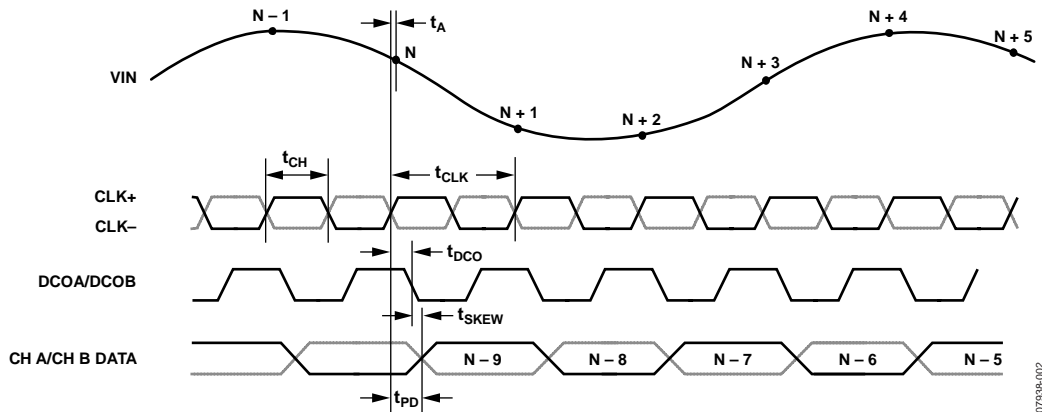 N – 1
tA
N
N + 1
N + 2
N + 3
N + 4
N + 5
VIN
tCH
tCLK
CLK+
CLK–
tDCO
DCOA/DCOB
tSKEW
CH A/CH B DATA
N – 9
N – 8
N – 7
N – 6
N – 5
tPD
07938-002